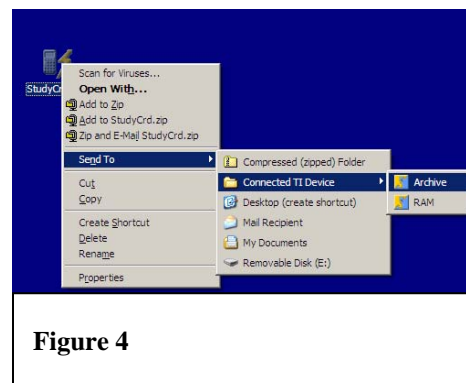 StudyCr
Scan for Viruses...
Open With...
Add to Zip
Add to StudyCrd.zip
Zip and E-Mail StudyCrd.zip
Send To
Cut
Copy
Create Shortcut
Delete
Rename
Properties
Compressed (zipped) Folder
Connected TI Device
Desktop (create shortcut)
Mail Recipient
My Documents
Removable Disk (E:)
Archive
RAM
Figure 4